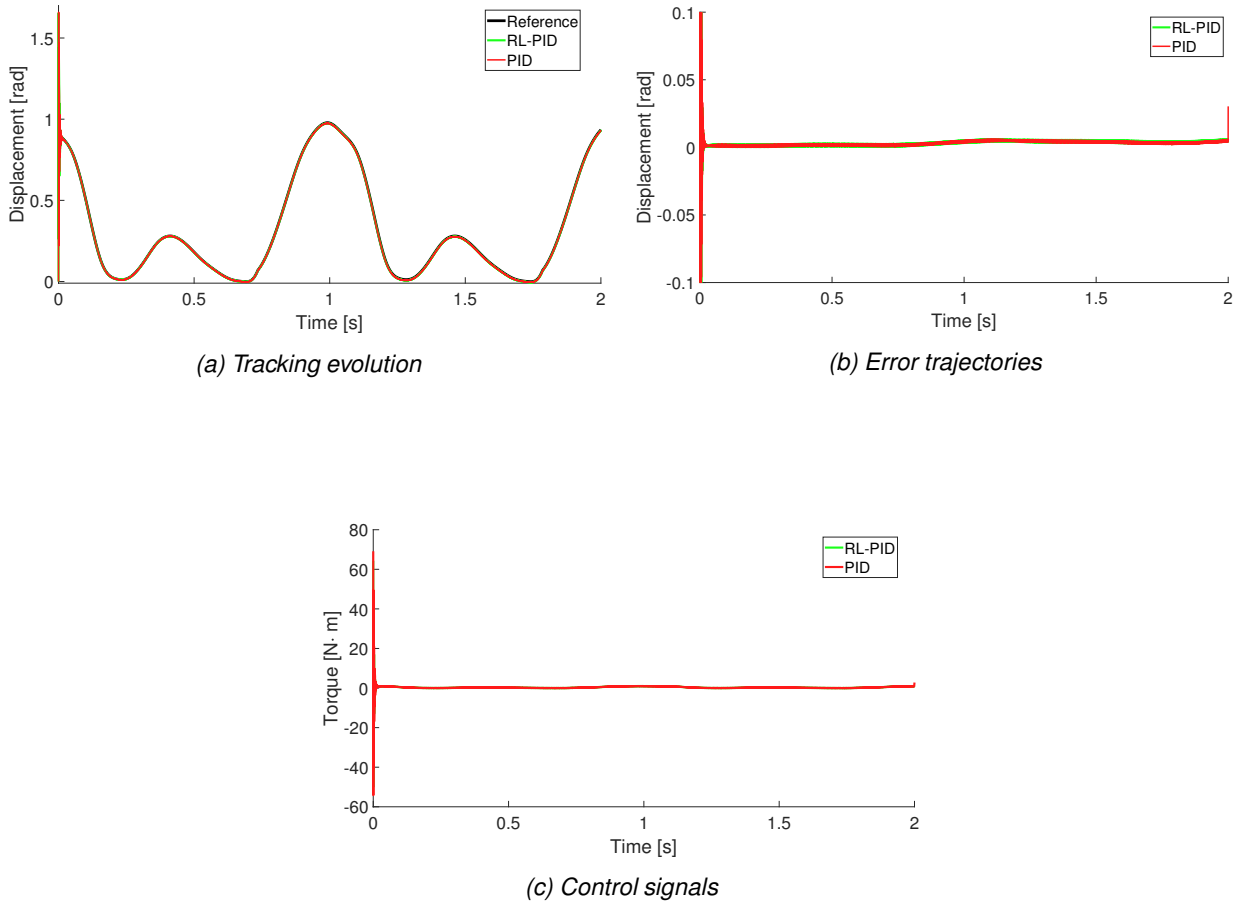 Reference
RL-PID
PID
1.5
1
0.5
0
Displacement [rad]
0 0.5 1 1.5 2
Time [s]
(a) Tracking evolution
RL-PID
PID
0.1
0.05
0
-0.05
-0.1
Displacement [rad]
0 0.5 1 1.5 2
Time [s]
(b) Error trajectories
RL-PID
PID
80
60
40
20
0
-20
-40
-60
Torque [N· m]
0 0.5 1 1.5 2
Time [s]
(c) Control signals